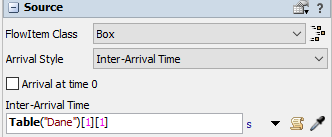 Source
FlowItem Class Box
Arrival Style Inter-Arrival Time
Arrival at time 0
Inter-Arrival Time
Table("Dane")[1][1] s